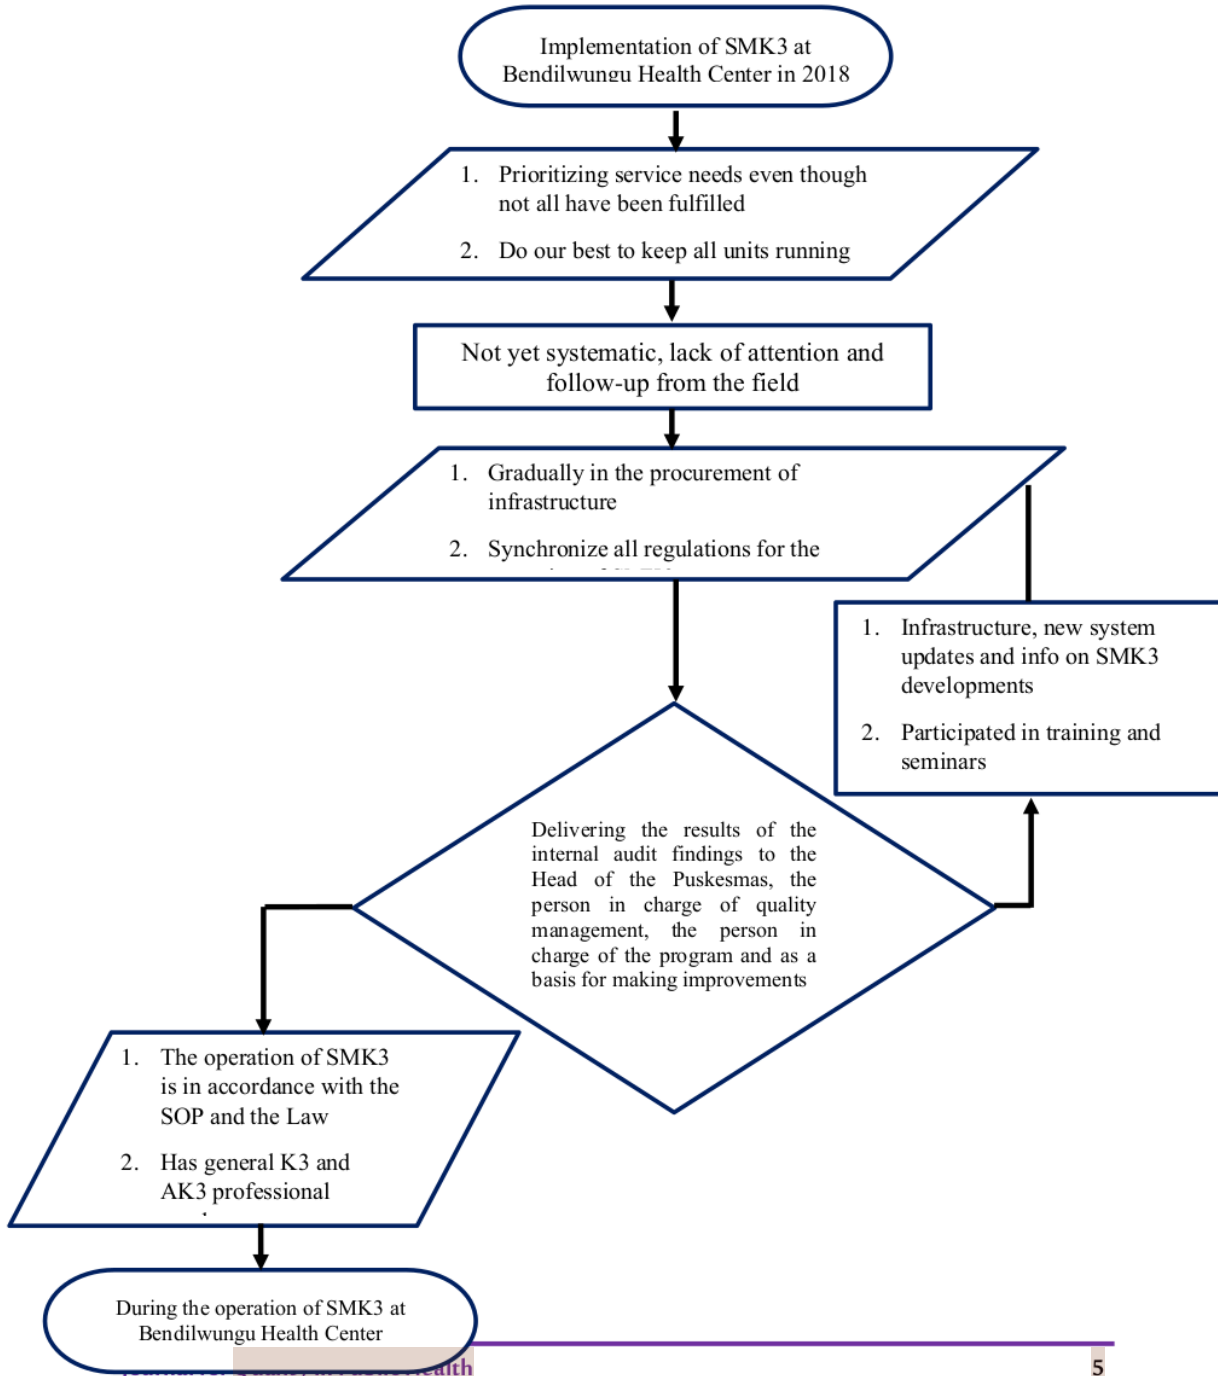 Implementation of SMK3 at
Bendilwungu Health Center in 2018
1. Prioritizing service needs even though
not all have been fulfilled
2. Do our best to keep all units running
Not yet systematic, lack of attention and
follow-up from the field
1. Gradually in the procurement of
infrastructure
2. Synchronize all regulations for the
1. Infrastructure, new system
updates and info on SMK3
developments
2. Participated in training and
seminars
Delivering the results of the
internal audit findings to the
Head of the Puskesmas, the
person in charge of quality
management, the person in
charge of the program and as a
basis for making improvements
1. The operation of SMK3
is in accordance with the
SOP and the Law
2. Has general K3 and
AK3 professional
During the operation of SMK3 at
Bendilwungu Health Center
5